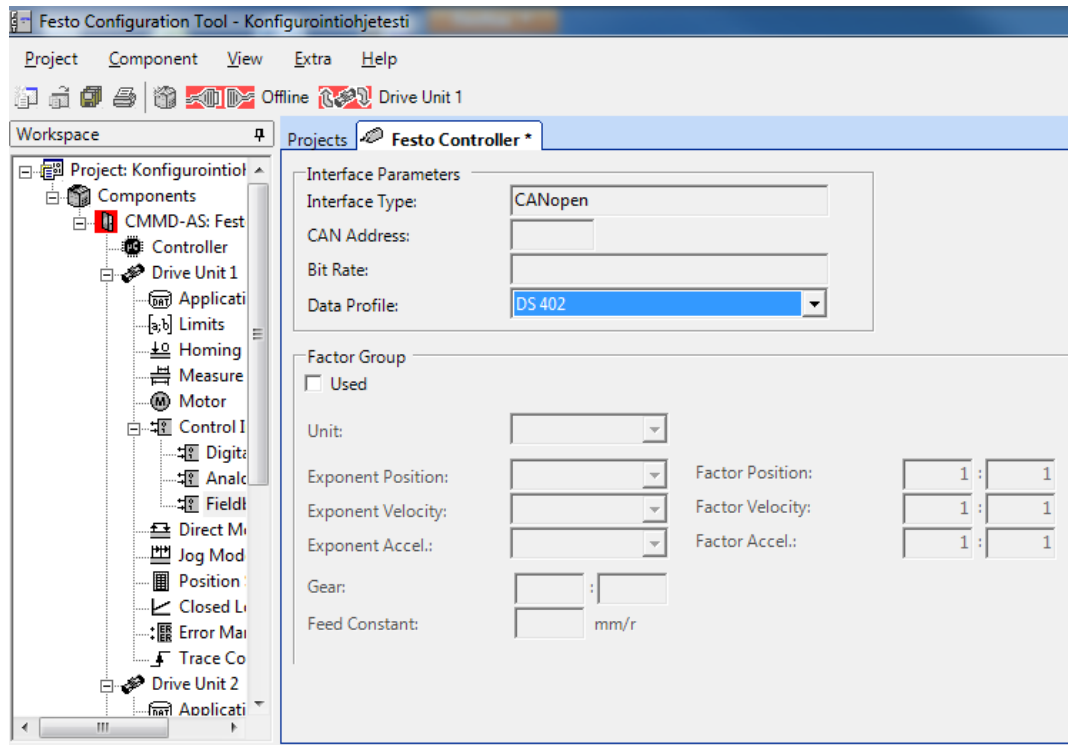 Festo Configuration Tool - Konfigurointiohjetesti
Project Component View Extra Help
Offline Drive Unit 1
Workspace
Projects Festo Controller *
Project: Konfigurointiol
Components
CMMD-AS: Fest
Controller
Drive Unit 1
Applicati
[a;b] Limits
Homing
Measure
M Motor
Control I
Digita
Analo
Fieldb
Direct M
Jog Mod
Position
Closed L
Error Mar
Trace Co
Drive Unit 2
Applicati
Interface Parameters
Interface Type: CANopen
CAN Address:
Bit Rate:
Data Profile: DS 402
Factor Group
Used
Unit:
Exponent Position: Factor Position: 1 : 1
Exponent Velocity: Factor Velocity: 1 : 1
Exponent Accel.: Factor Accel.: 1 : 1
Gear: :
Feed Constant: mm/r